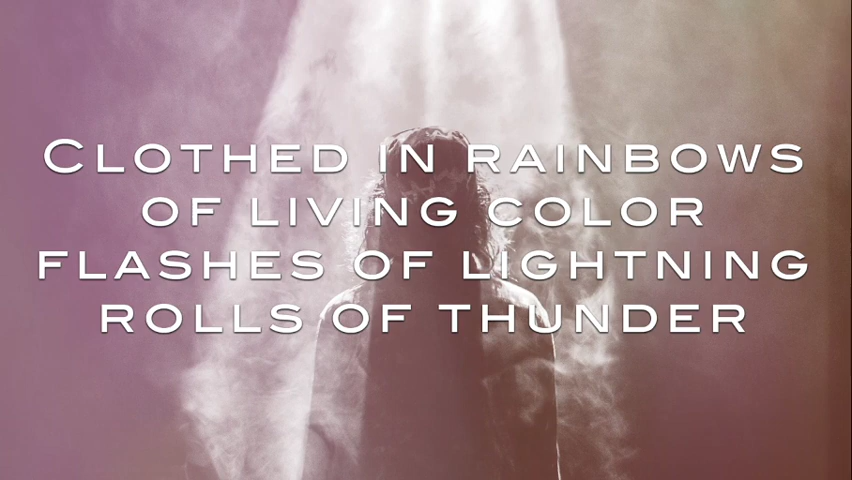 Clothed in rainbows
of living color
flashes of lightning
rolls of thunder